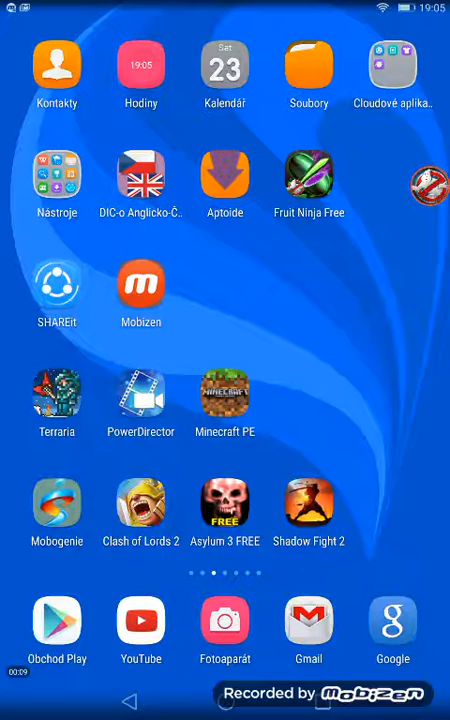 19:05
19:05
Sat
23
Kontakty
Hodiny
Kalendář
Soubory
Cloudové aplika..
Nástroje
DIC-o Anglicko-Č..
Aptoide
Fruit Ninja Free
SHAREit
Mobizen
MINECRAFT
Terraria
PowerDirector
Minecraft PE
FREE
Mobogenie
Clash of Lords 2
Asylum 3 FREE
Shadow Fight 2
Obchod Play
YouTube
Fotoaparát
Gmail
Google
00:09
Recorded by mobizen